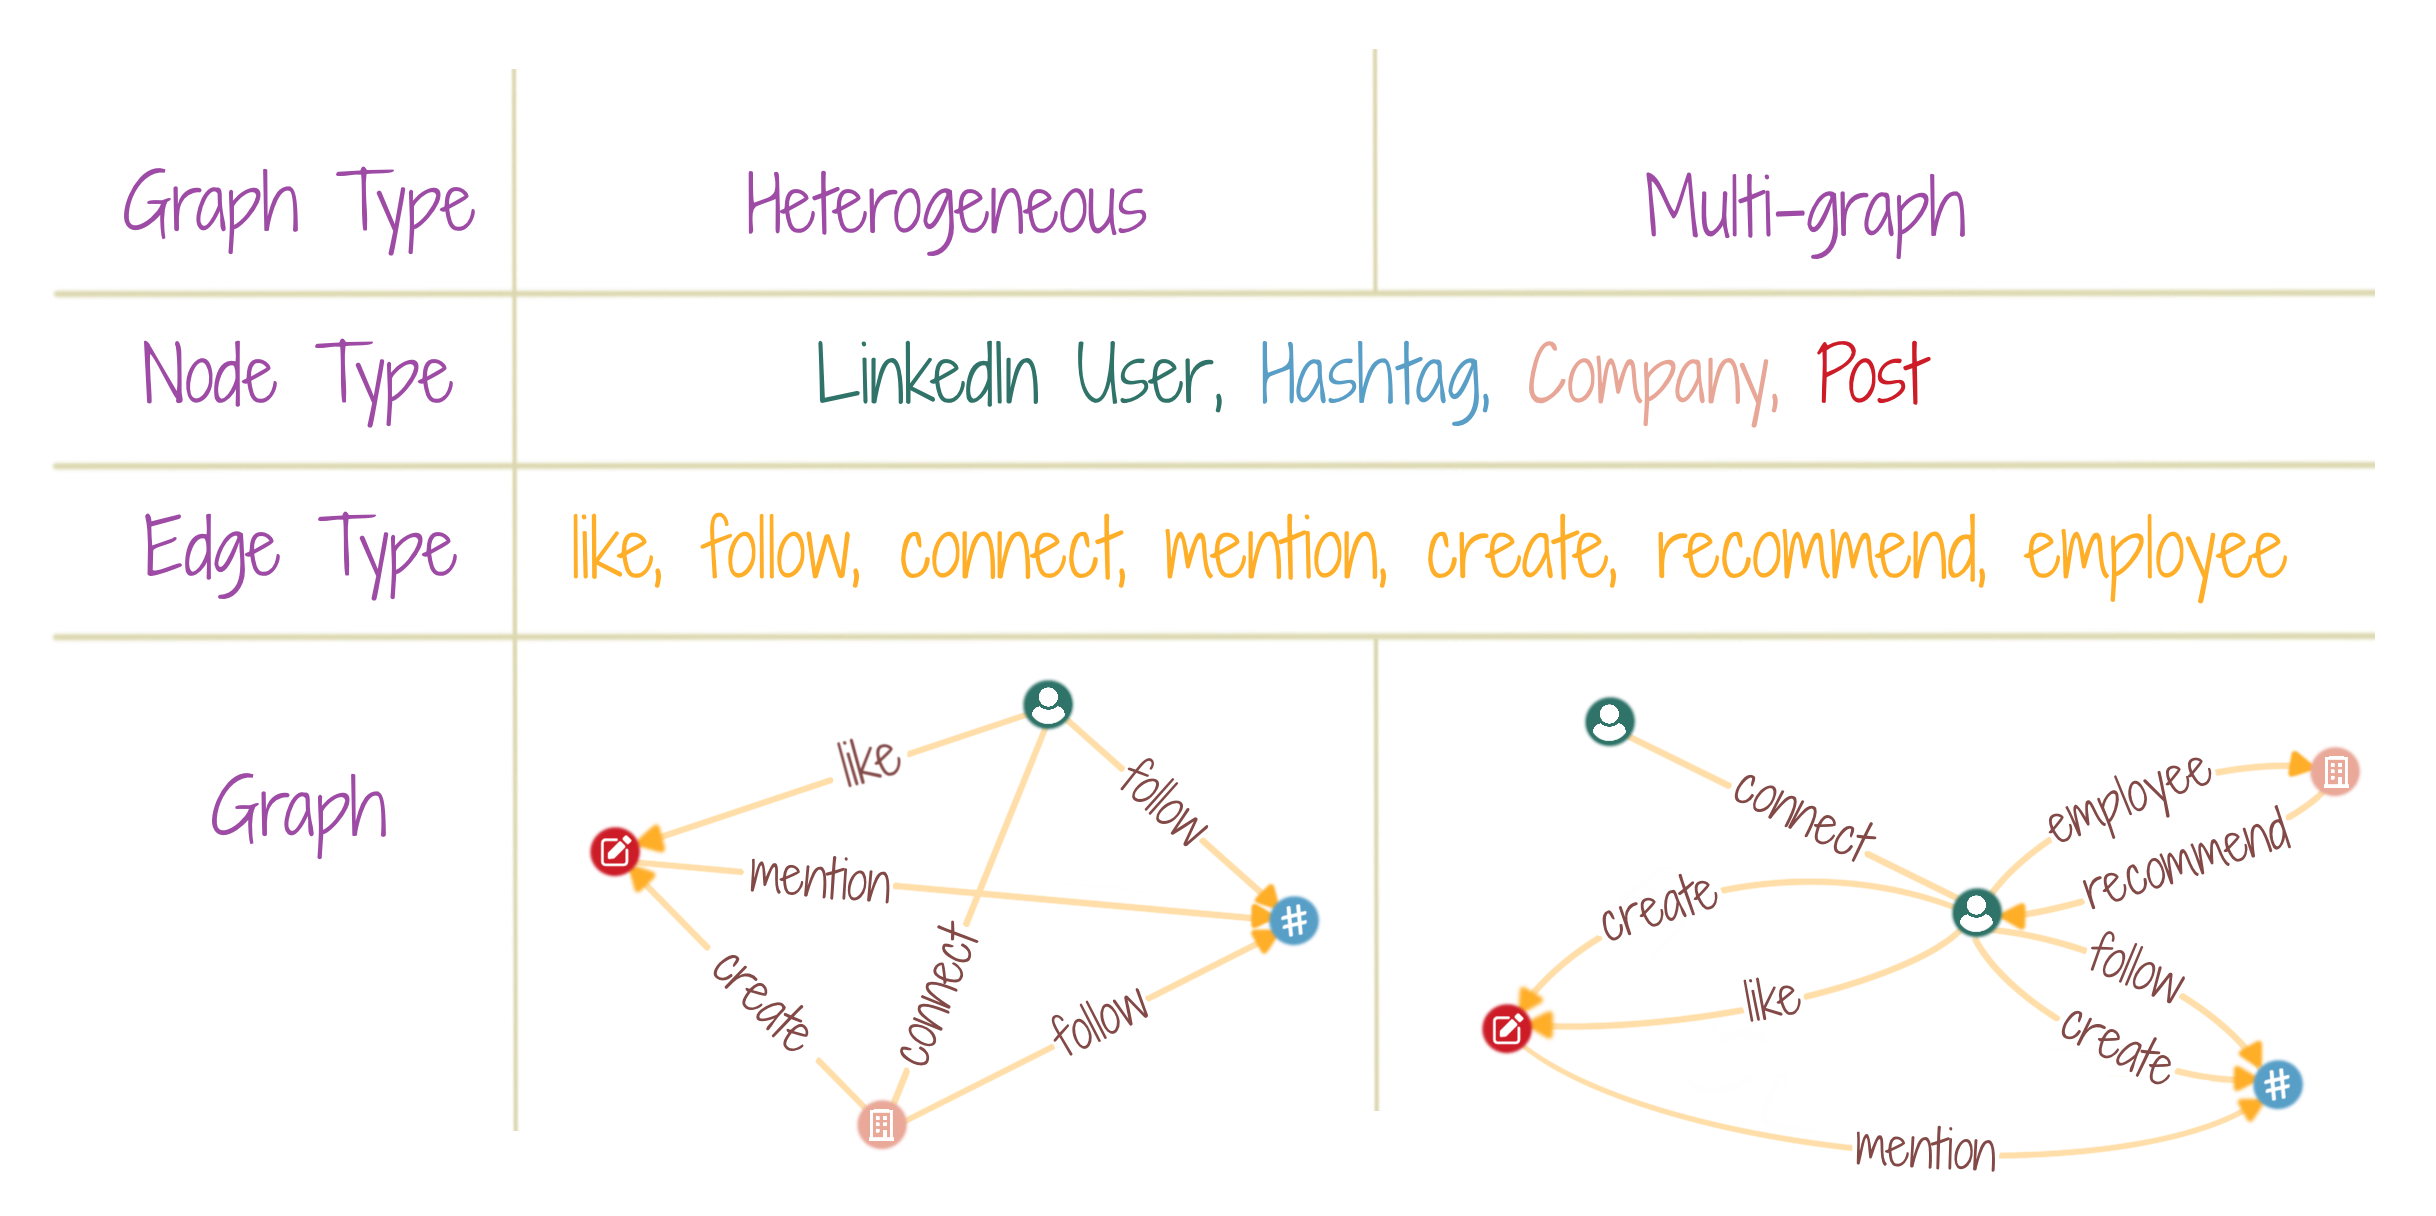 Graph Type Heterogeneous Multi-graph
Node Type LinkedIn User, Hashtag, Company, Post
Edge Type like, follow, connect, mention, create, recommend, employee
Graph
like
follow
mention
create
connect
follow
#
connect
employee
recommend
create
like
follow
create
mention
#